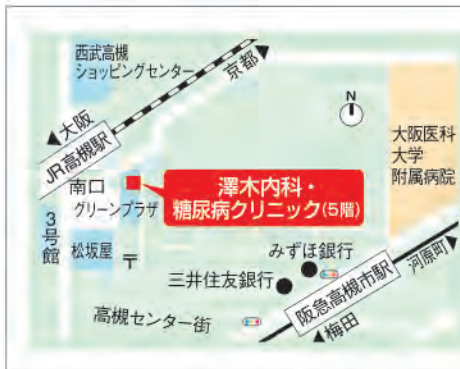 西武高槻
ショッピングセンター
京都
N
大阪
JR高槻駅
大阪医科
大学
附属病院
南口
澤木内科・
糖尿病クリニック(5階)
グリーンプラザ
3号館
松坂屋
〒
みずほ銀行
三井住友銀行
河原町
阪急高槻市駅
高槻センター街
梅田